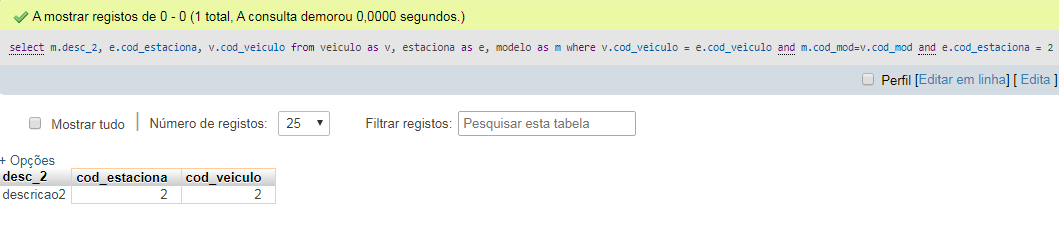 A mostrar registos de 0 - 0 (1 total, A consulta demorou 0,0000 segundos.)
select m.desc_2, e.cod_estaciona, v.cod_veiculo from veiculo as v, estaciona as e, modelo as m where v.cod_veiculo = e.cod_veiculo and m.cod_mod=v.cod_mod and e.cod_estaciona = 2
Perfil [Editar em linha] [ Edita ]
Mostrar tudo | Número de registos: 25 Filtrar registos: Pesquisar esta tabela
+ Opções
desc_2 cod_estaciona cod_veiculo
descricao2 2 2